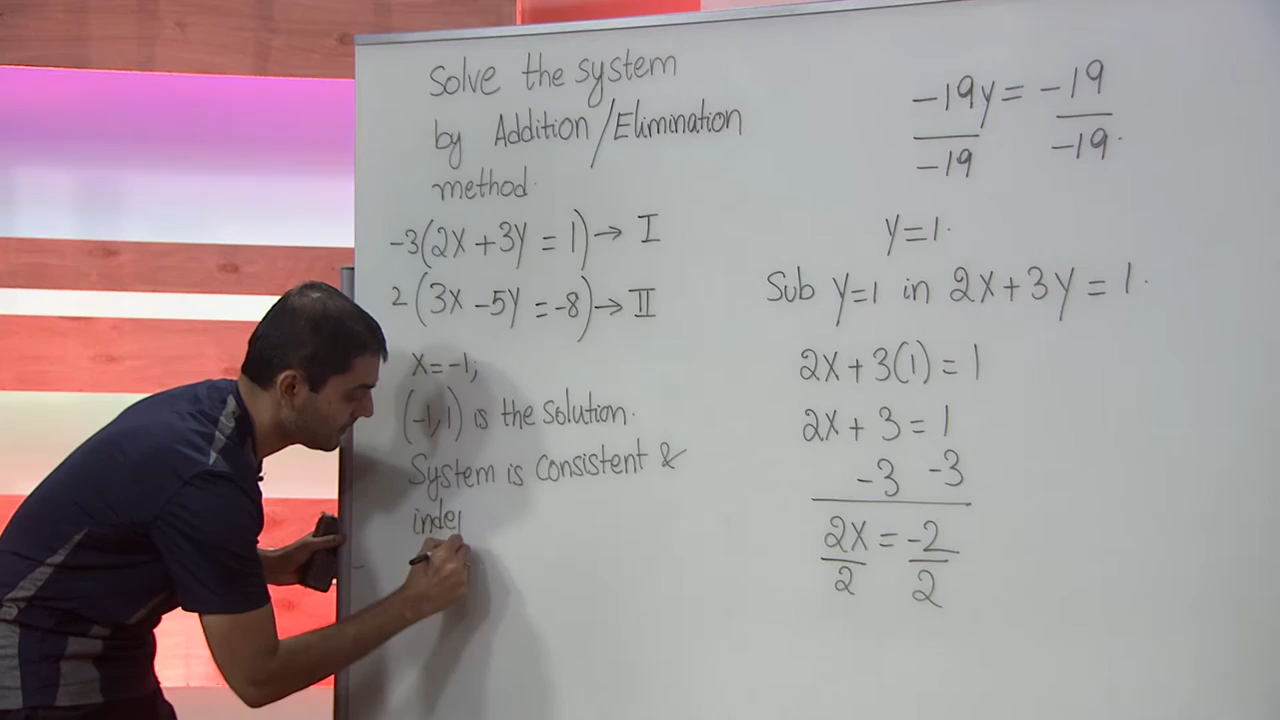 Solve the system
by Addition/Elimination
method.
-3(2x + 3y = 1) → I
2(3x - 5y = -8) → II
x = -1;
(-1,1) is the solution.
System is consistent &
indep
-19y = -19
-19 -19.
y=1.
Sub y=1 in 2x+3y = 1.
2x + 3(1) = 1
2x + 3 = 1
-3 -3
2x = -2
2 2